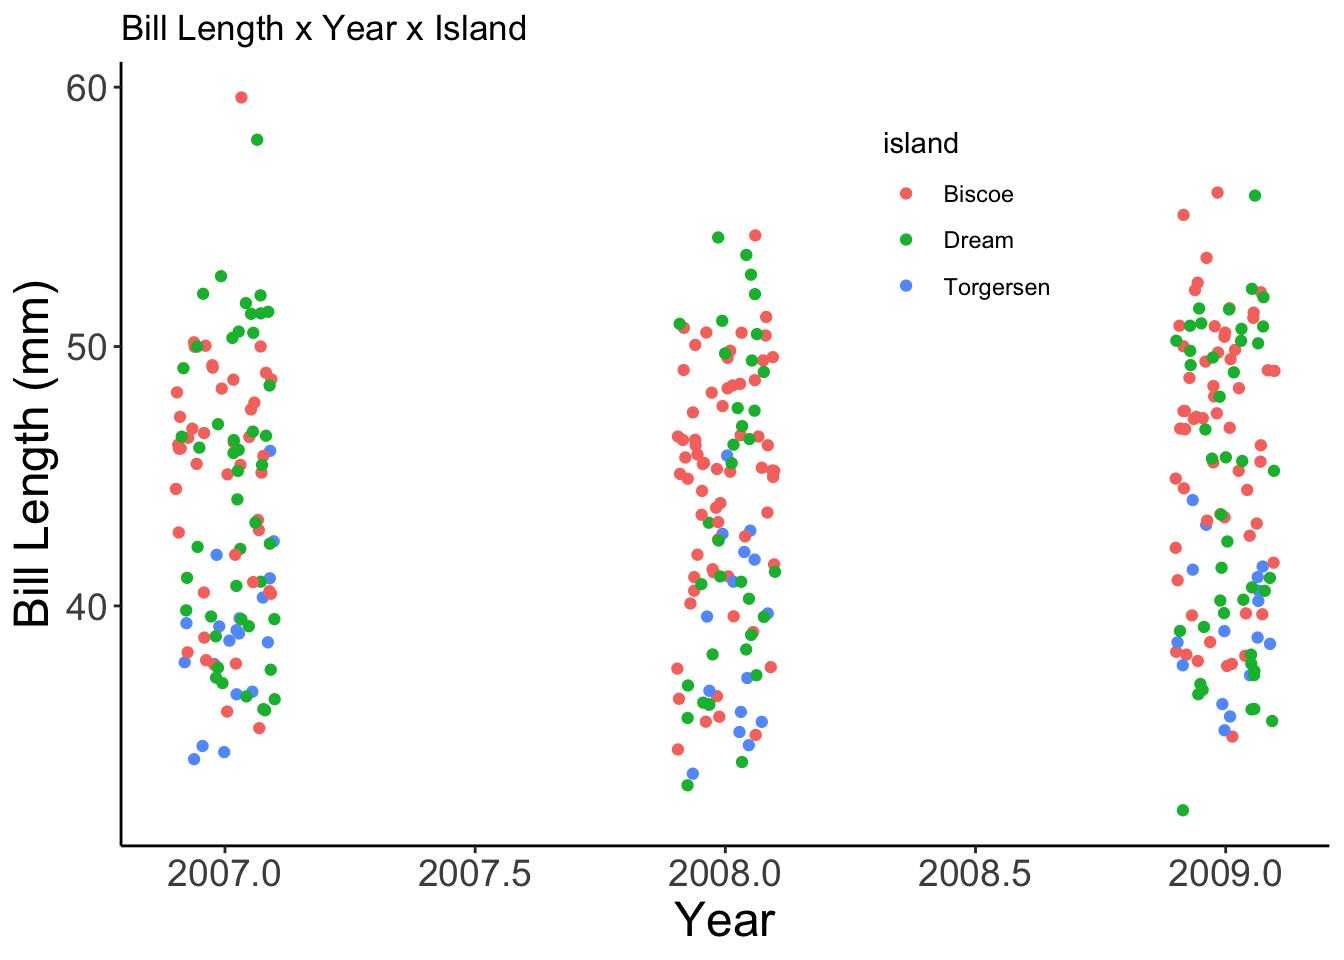 Bill Length x Year x Island
60
50
40
Bill Length (mm)
island
Biscoe
Dream
Torgersen
2007.0 2007.5 2008.0 2008.5 2009.0
Year